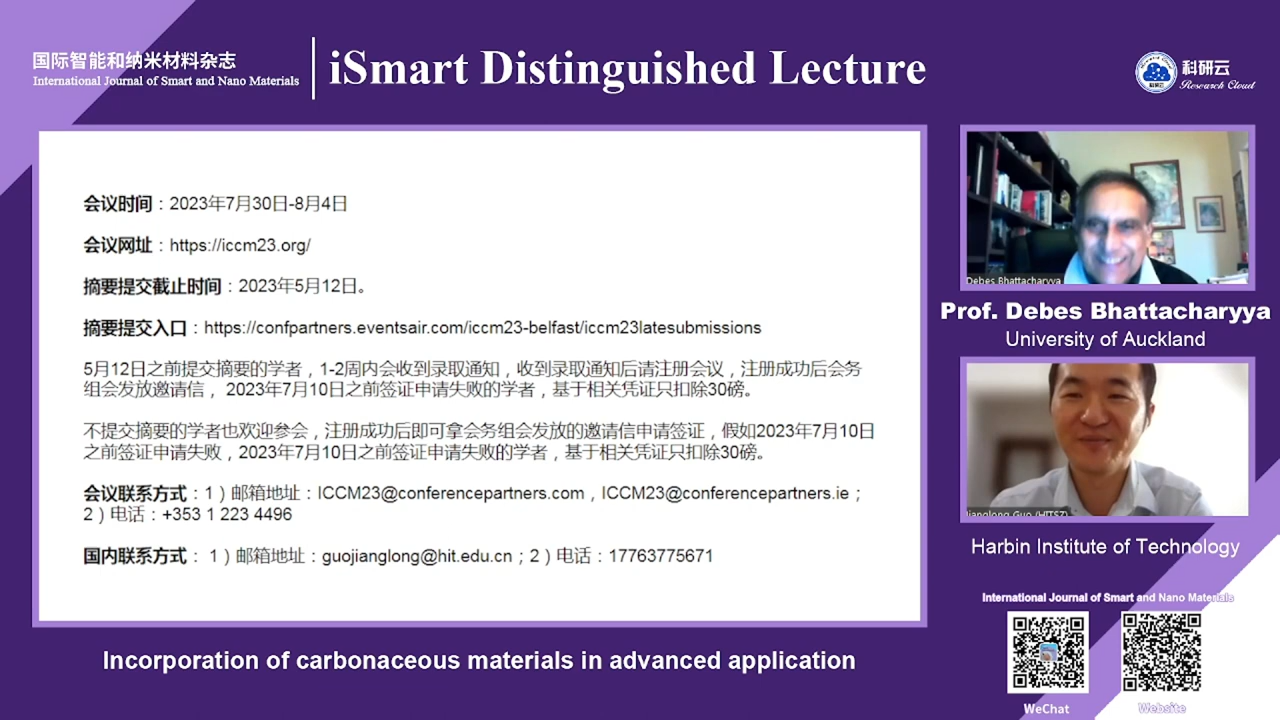 国际智能和纳米材料杂志
International Journal of Smart and Nano Materials
iSmart Distinguished Lecture
科研云
Research Cloud
会议时间：2023年7月30日-8月4日
会议网址：https://iccm23.org/
摘要提交截止时间：2023年5月12日。
摘要提交入口：https://confpartners.eventsair.com/iccm23-belfast/iccm23latesubmissions
5月12日之前提交摘要的学者，1-2周内会收到录取通知，收到录取通知后请注册会议，注册成功后会务
组会发放邀请信， 2023年7月10日之前签证申请失败的学者，基于相关凭证只扣除30磅。
不提交摘要的学者也欢迎参会，注册成功后即可拿会务组会发放的邀请信申请签证，假如2023年7月10日
之前签证申请失败，2023年7月10日之前签证申请失败的学者，基于相关凭证只扣除30磅。
会议联系方式：1）邮箱地址：ICCM23@conferencepartners.com，ICCM23@conferencepartners.ie；
2）电话：+353 1 223 4496
国内联系方式： 1）邮箱地址：guojianglong@hit.edu.cn；2）电话：17763775671
Debes Bhattacharyya
Prof. Debes Bhattacharyya
University of Auckland
Jianglong Guo (HITSZ)
Harbin Institute of Technology
International Journal of Smart and Nano Materials
WeChat
Website
Incorporation of carbonaceous materials in advanced application